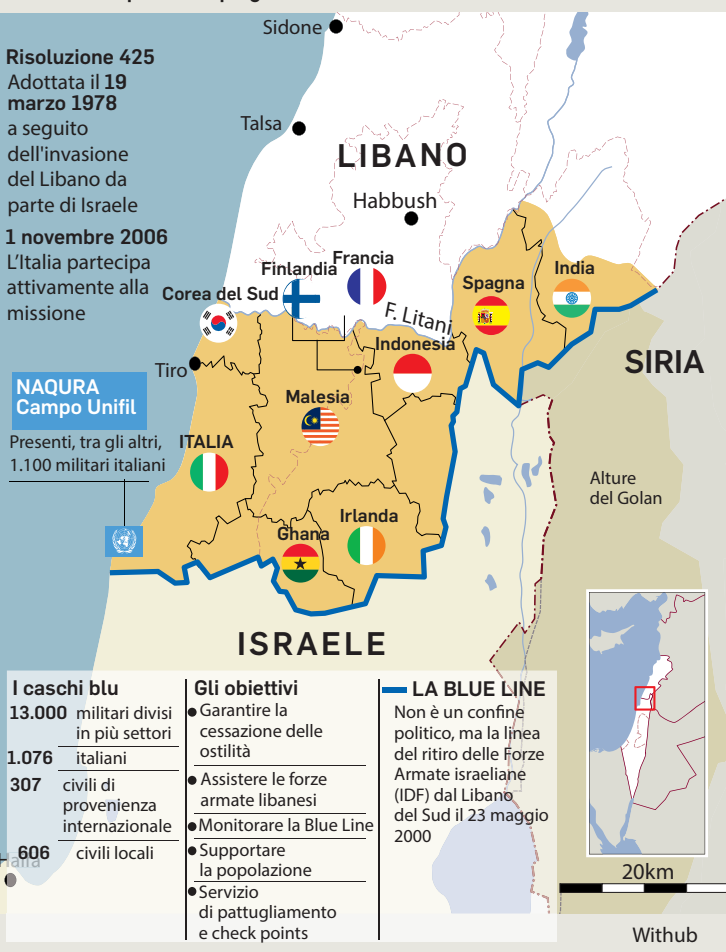 Sidone
Risoluzione 425
Adottata il 19
marzo 1978
a seguito
dell'invasione
del Libano da
parte di Israele
1 novembre 2006
L'Italia partecipa
attivamente alla
missione
Talsa
LIBANO
Habbush
Francia
Finlandia
Corea del Sud
Spagna
India
F. Litani
Indonesia
Tiro
SIRIA
NAQURA
Campo Unifil
Presenti, tra gli altri,
1.100 militari italiani
Malesia
ITALIA
Alture
del Golan
Irlanda
Ghana
ISRAELE
I caschi blu
13.000 militari divisi
in più settori
1.076 italiani
307 civili di
provenienza
internazionale
606 civili locali
Haifa
Gli obiettivi
● Garantire la
cessazione delle
ostilità
● Assistere le forze
armate libanesi
● Monitorare la Blue Line
● Supportare
la popolazione
● Servizio
di pattugliamento
e check points
LA BLUE LINE
Non è un confine
politico, ma la linea
del ritiro delle Forze
Armate israeliane
(IDF) dal Libano
del Sud il 23 maggio
2000
20km
Withub